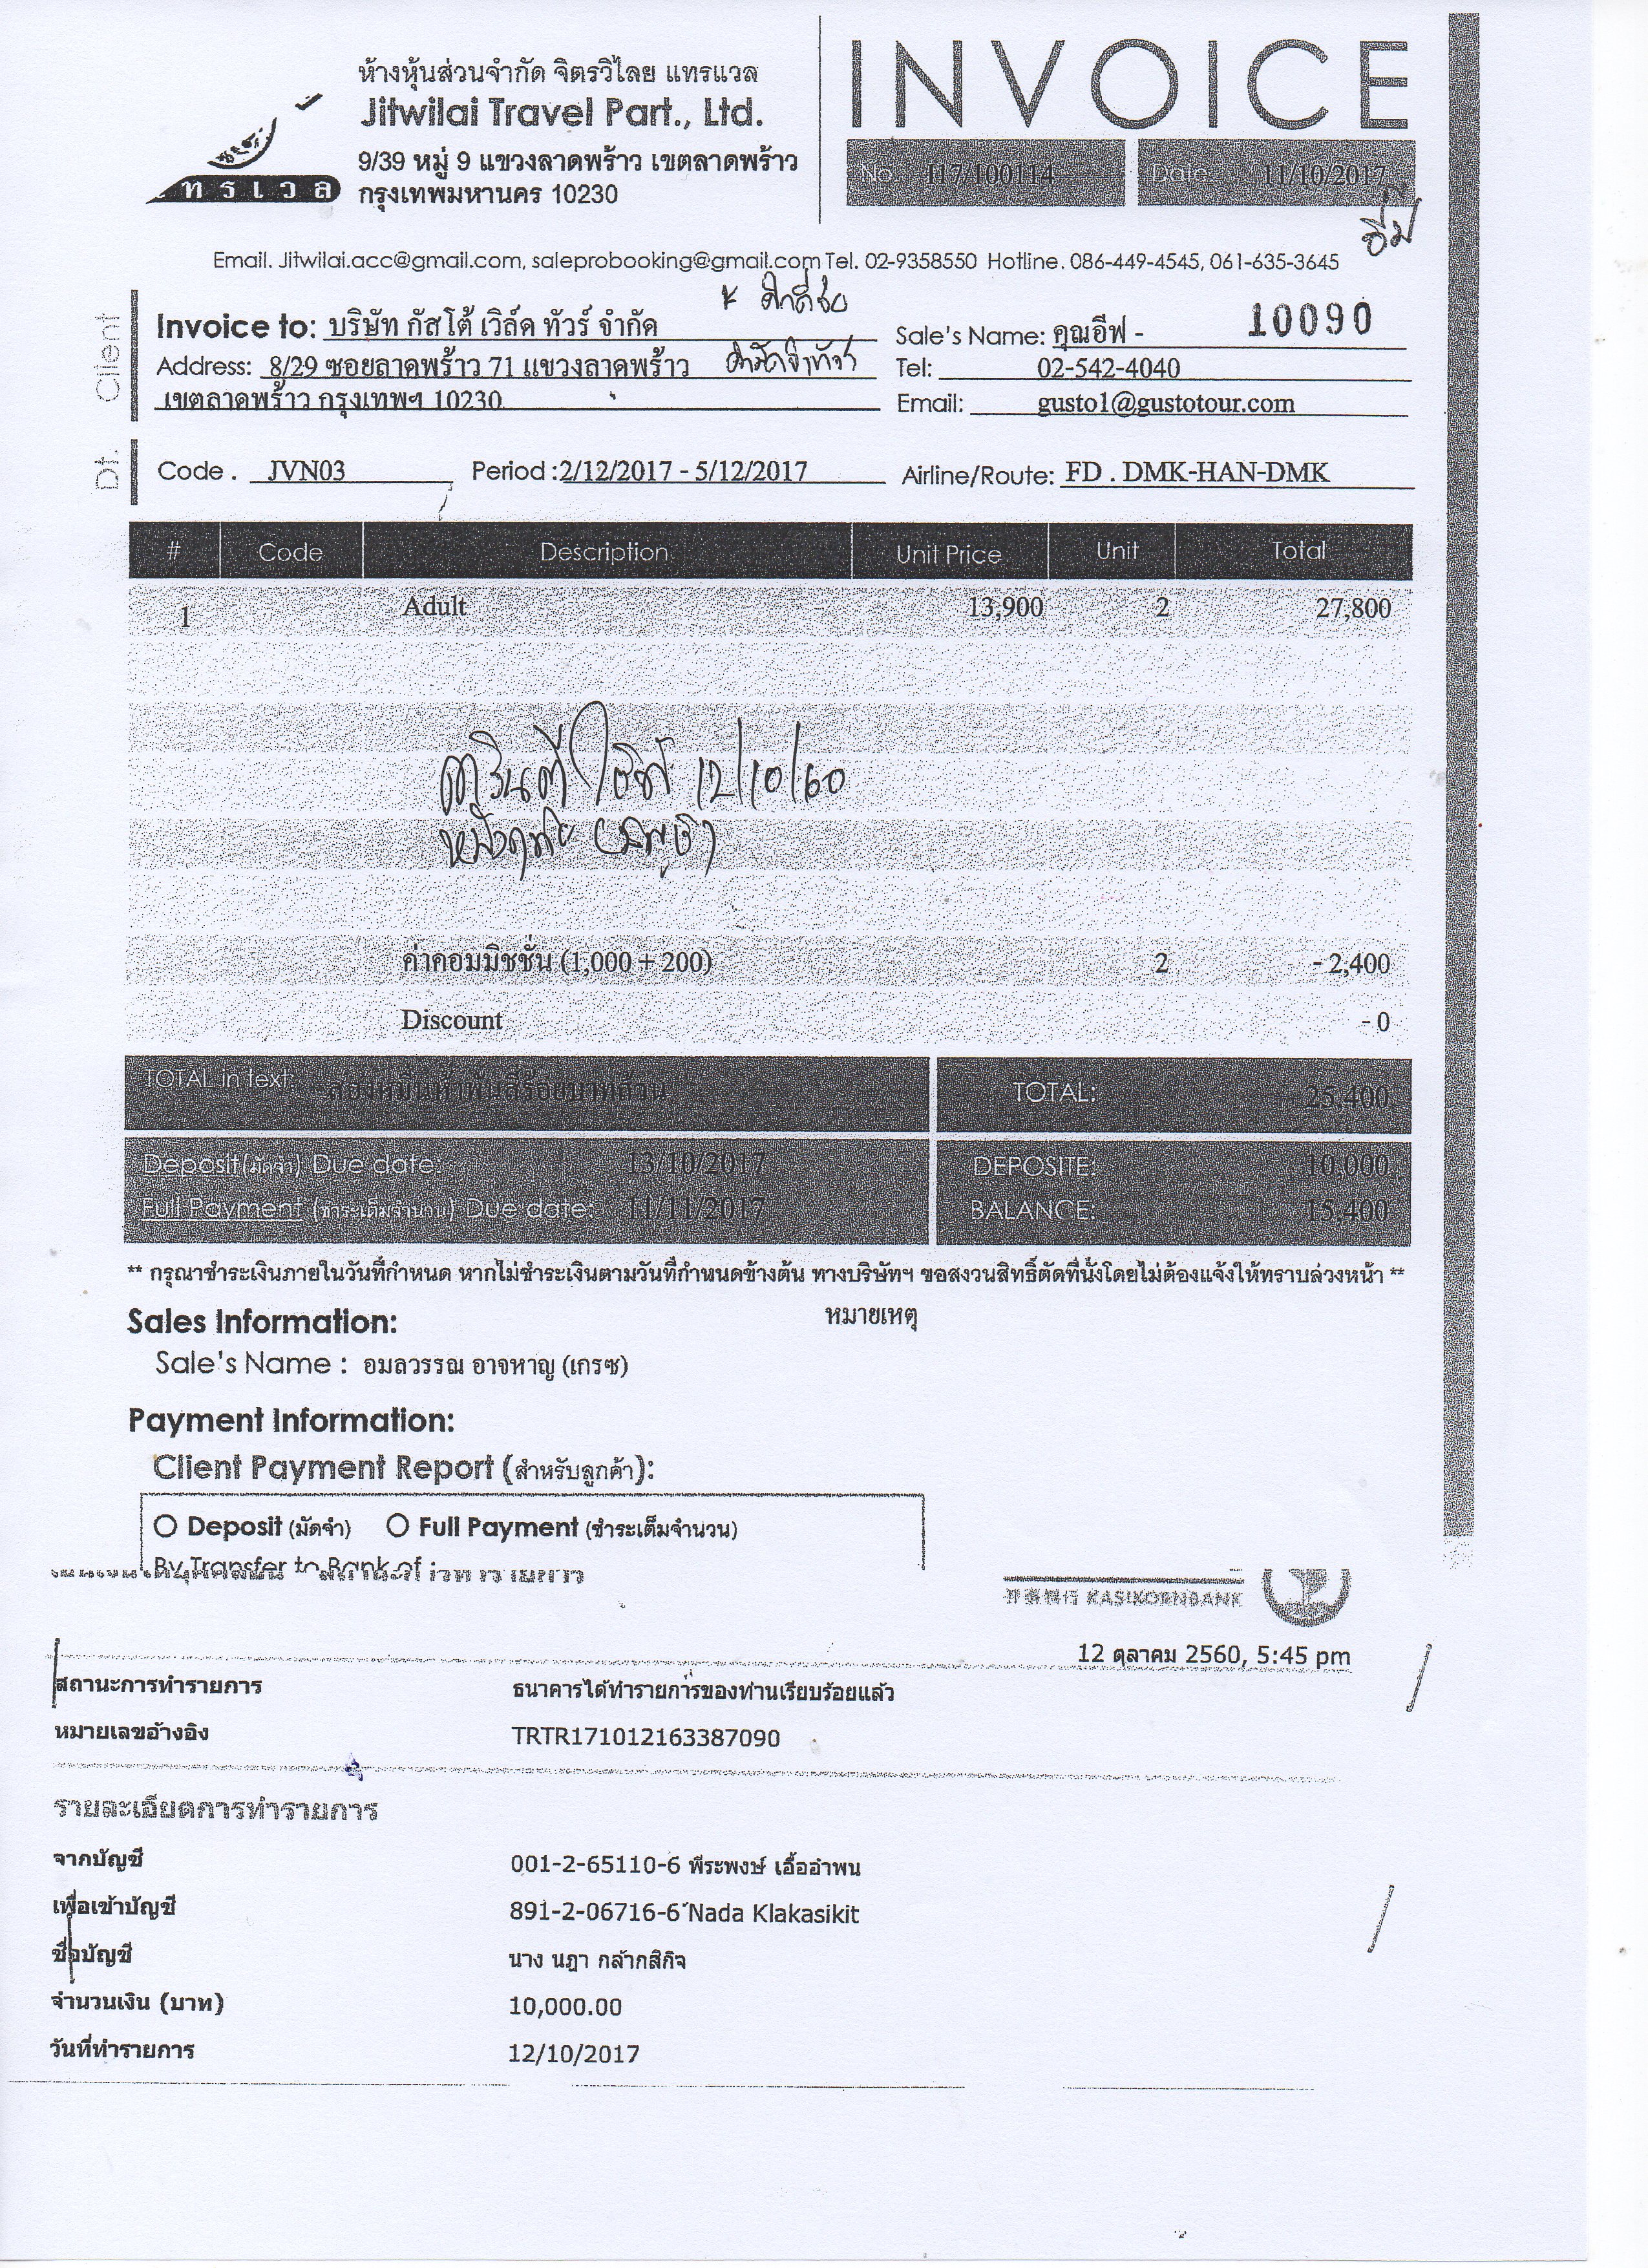 ห้างหุ้นส่วนจำกัด จิตรวิไลย แทรแวล
Jitwilai Travel Part., Ltd.
9/39 หมู่ 9 แขวงลาดพร้าว เขตลาดพร้าว
กรุงเทพมหานคร 10230
ทรเวล
INVOICE
No. I17/100114 Date 11/10/2017
Email. Jitwilai.acc@gmail.com, saleprobooking@gmail.com Tel. 02-9358550 Hotline. 086-449-4545, 061-635-3645
Client
Invoice to: บริษัท กัสโต้ เวิล์ด ทัวร์ จำกัด
Address: 8/29 ซอยลาดพร้าว 71 แขวงลาดพร้าว
เขตลาดพร้าว กรุงเทพฯ 10230
10090
Sale's Name: คุณอีฟ -
Tel: 02-542-4040
Email: gusto1@gustotour.com
Dt.
Code . JVN03 Period :2/12/2017 - 5/12/2017 Airline/Route: FD . DMK-HAN-DMK
# Code Description Unit Price Unit Total
1 Adult 13,900 2 27,800
12/10/60
ค่าคอมมิชชั่น (1,000 + 200) 2 - 2,400
Discount - 0
TOTAL in text: สองหมื่นห้าพันสี่ร้อยบาทถ้วน TOTAL: 25,400
Deposit(มัดจำ) Due date: 13/10/2017 DEPOSITE: 10,000
Full Payment (ชำระเต็มจำนวน) Due date: 11/11/2017 BALANCE: 15,400
** กรุณาชำระเงินภายในวันที่กำหนด หากไม่ชำระเงินตามวันที่กำหนดข้างต้น ทางบริษัทฯ ขอสงวนสิทธิ์ตัดที่นั่งโดยไม่ต้องแจ้งให้ทราบล่วงหน้า **
Sales Information: หมายเหตุ
Sale's Name : อมลวรรณ อาจหาญ (เกรซ)
Payment Information:
Client Payment Report (สำหรับลูกค้า):
Deposit (มัดจำ) Full Payment (ชำระเต็มจำนวน)
By Transfer to Bank of
KASIKORNBANK
12 ตุลาคม 2560, 5:45 pm
สถานะการทำรายการ ธนาคารได้ทำรายการของท่านเรียบร้อยแล้ว
หมายเลขอ้างอิง TRTR171012163387090
รายละเอียดการทำรายการ
จากบัญชี 001-2-65110-6 พีระพงษ์ เอื้ออำพน
เพื่อเข้าบัญชี 891-2-06716-6 Nada Klakasikit
ชื่อบัญชี นาง นฎา กล้ากสิกิจ
จำนวนเงิน (บาท) 10,000.00
วันที่ทำรายการ 12/10/2017